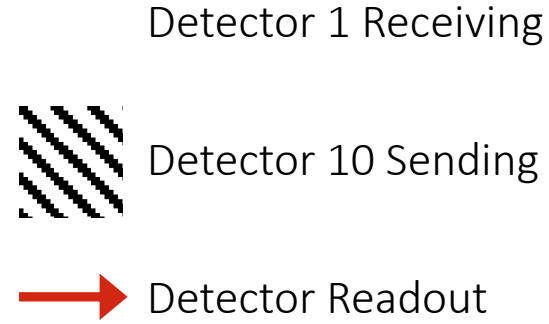 Detector 1 Receiving
Detector 10 Sending
Detector Readout